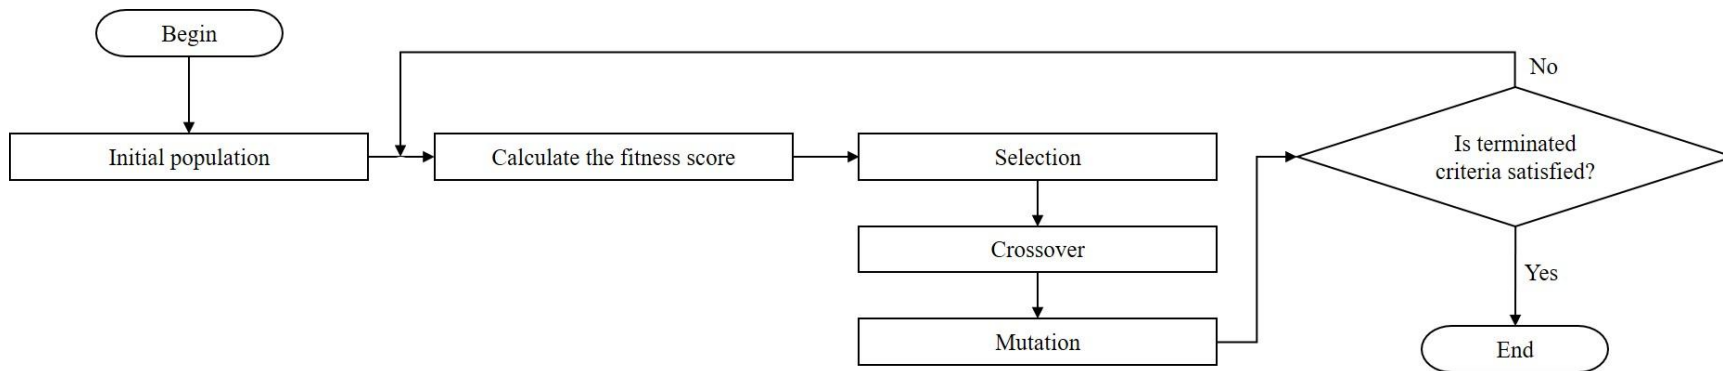 Begin
Initial population
Calculate the fitness score
Selection
Crossover
Mutation
No
Is terminated
criteria satisfied?
Yes
End